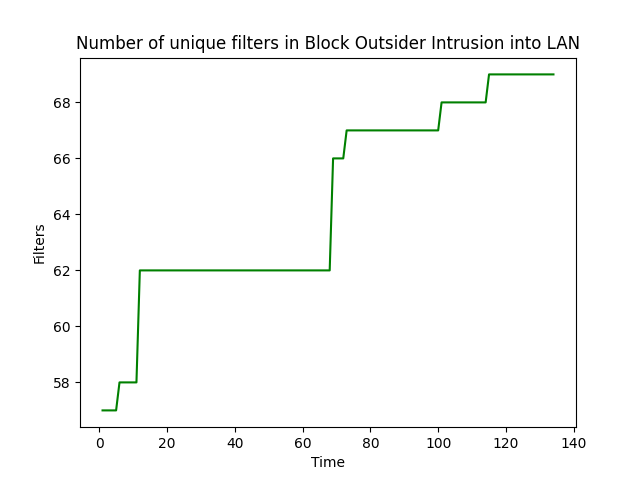 Number of unique filters in Block Outsider Intrusion into LAN
68
66
64
62
60
58
Filters
0 20 40 60 80 100 120 140
Time